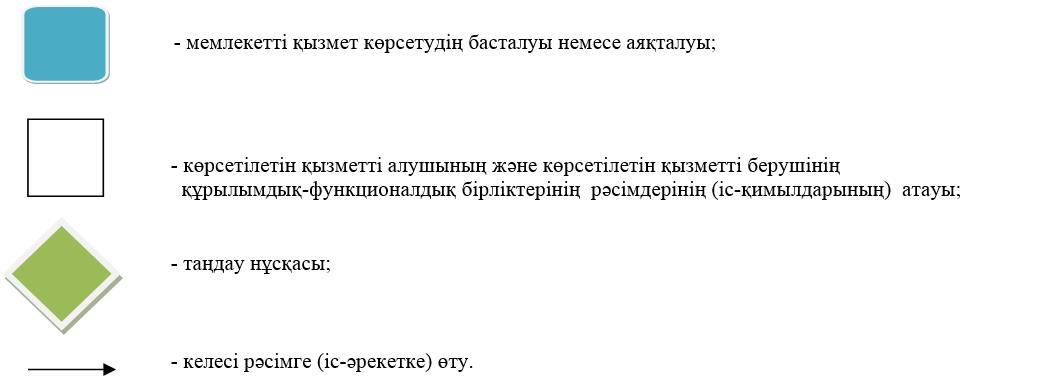 - мемлекетті қызмет көрсетудің басталуы немесе аяқталуы;
- көрсетілетін қызметті алушының және көрсетілетін қызметті берушінің
құрылымдық-функционалдық бірліктерінің рәсімдерінің (іс-қимылдарының) атауы;
- таңдау нұсқасы;
- келесі рәсімге (іс-әрекетке) өту.